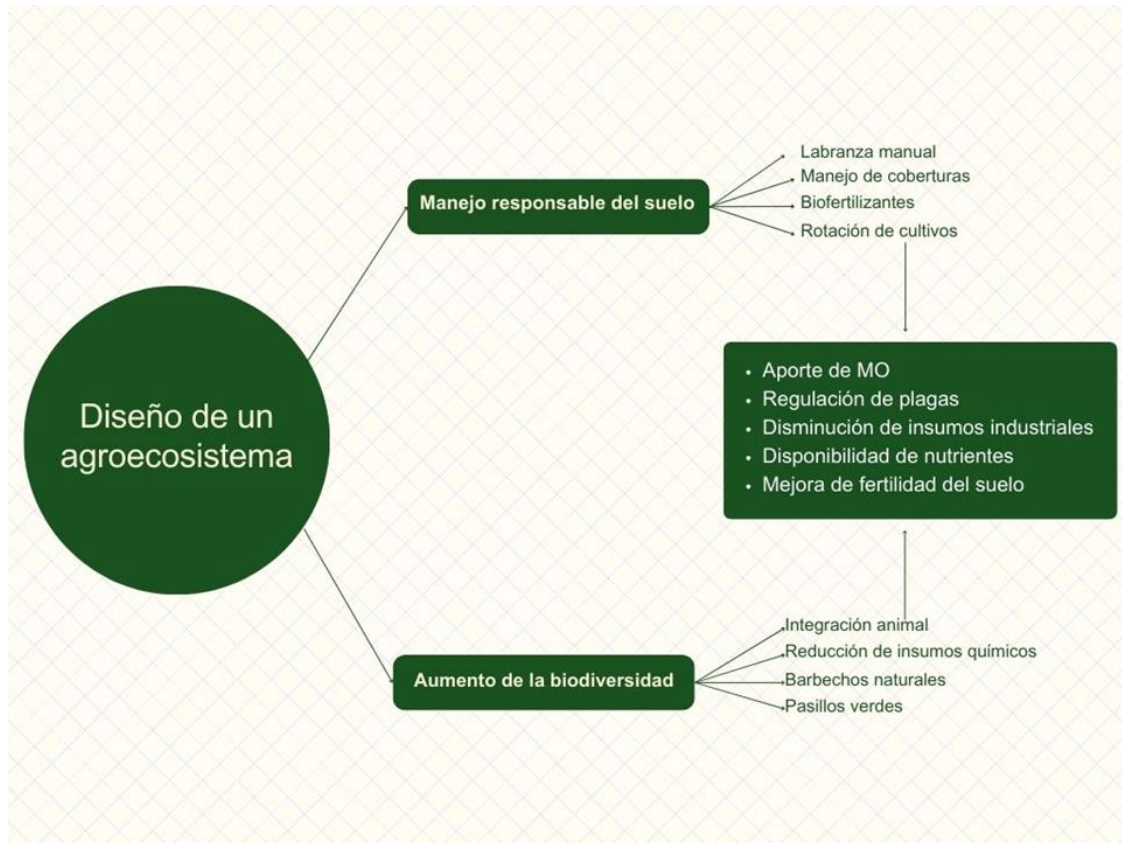 Diseño de un
agroecosistema
Manejo responsable del suelo
Labranza manual
Manejo de coberturas
Biofertilizantes
Rotación de cultivos
• Aporte de MO
• Regulación de plagas
• Disminución de insumos industriales
• Disponibilidad de nutrientes
• Mejora de fertilidad del suelo
Aumento de la biodiversidad
Integración animal
Reducción de insumos químicos
Barbechos naturales
Pasillos verdes